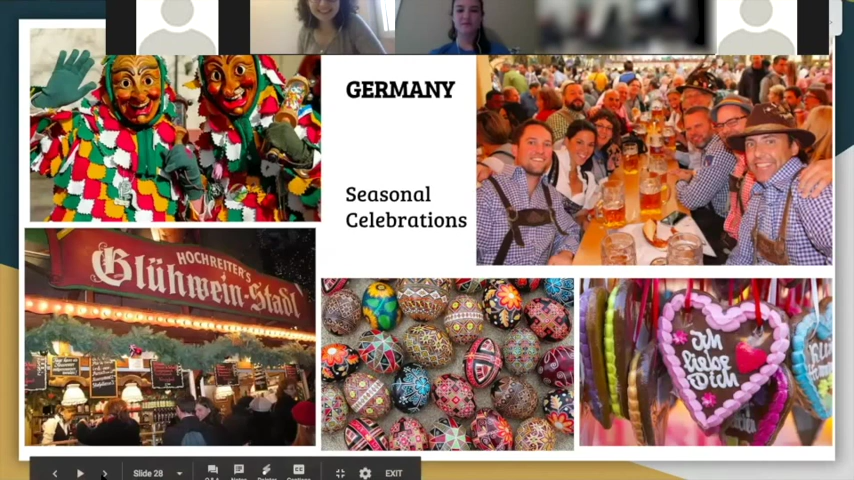 GERMANY
Seasonal
Celebrations
HOCHREITER'S
Glühwein-Stadl
Ich
liebe
Dich
Slide 28
EXIT